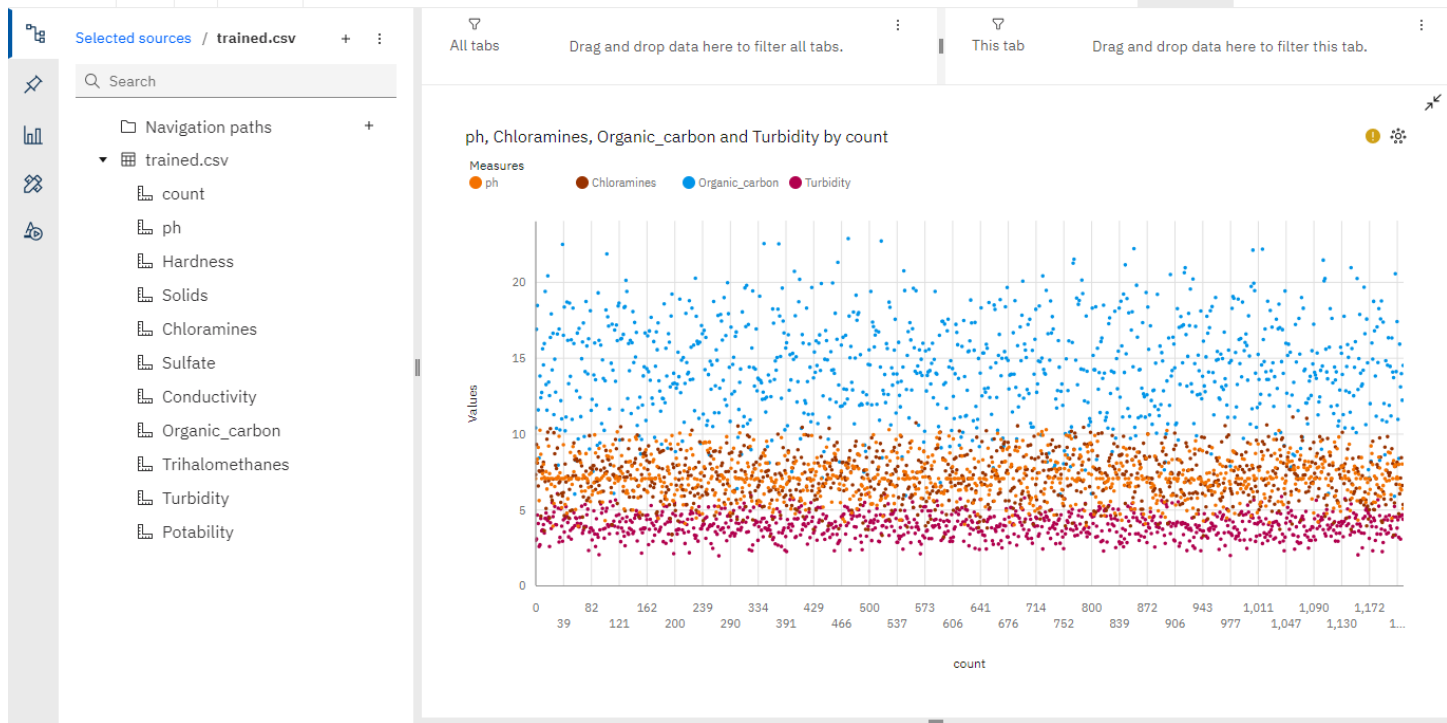 Selected sources / trained.csv
Search
Navigation paths
trained.csv
count
ph
Hardness
Solids
Chloramines
Sulfate
Conductivity
Organic_carbon
Trihalomethanes
Turbidity
Potability
All tabs
Drag and drop data here to filter all tabs.
This tab
Drag and drop data here to filter this tab.
ph, Chloramines, Organic_carbon and Turbidity by count
Measures
ph Chloramines Organic_carbon Turbidity
Values
20
15
10
5
0
0 82 162 239 334 429 500 573 641 714 800 872 943 1,011 1,090 1,172
39 121 200 290 391 466 537 606 676 752 839 906 977 1,047 1,130 1...
count